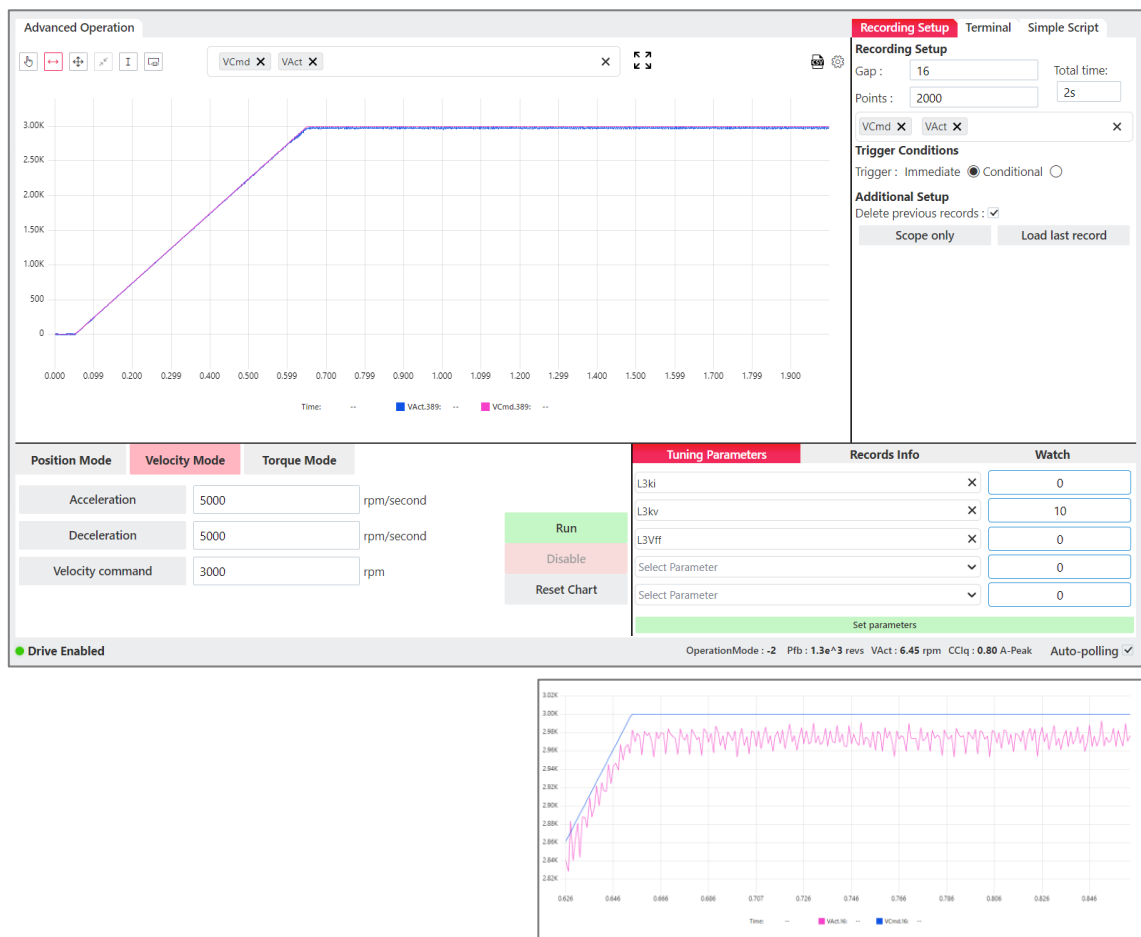 Advanced Operation
Recording Setup Terminal Simple Script
VCmd ✕ VAct ✕ ✕
CSV
Recording Setup
Gap : 16 Total time:
Points : 2000 2s
VCmd ✕ VAct ✕ ✕
Trigger Conditions
Trigger : Immediate Conditional
Additional Setup
Delete previous records :
Scope only Load last record
3.00K
2.50K
2.00K
1.50K
1.00K
500
0
0.000 0.099 0.200 0.299 0.400 0.500 0.599 0.700 0.799 0.900 1.000 1.099 1.200 1.299 1.400 1.500 1.599 1.700 1.799 1.900
Time: -- VAct.389: -- VCmd.389: --
Position Mode Velocity Mode Torque Mode
Acceleration 5000 rpm/second
Deceleration 5000 rpm/second
Velocity command 3000 rpm
Run
Disable
Reset Chart
Tuning Parameters Records Info Watch
L3ki ✕ 0
L3kv ✕ 10
L3Vff ✕ 0
Select Parameter 0
Select Parameter 0
Set parameters
Drive Enabled OperationMode : -2 Pfb : 1.3e^3 revs VAct : 6.45 rpm CCIq : 0.80 A-Peak Auto-polling
3.02K
3.00K
2.98K
2.96K
2.94K
2.92K
2.90K
2.88K
2.86K
2.84K
2.82K
0.626 0.646 0.666 0.686 0.707 0.726 0.746 0.766 0.786 0.806 0.826 0.846
Time: -- VAct.16: -- VCmd.16: --